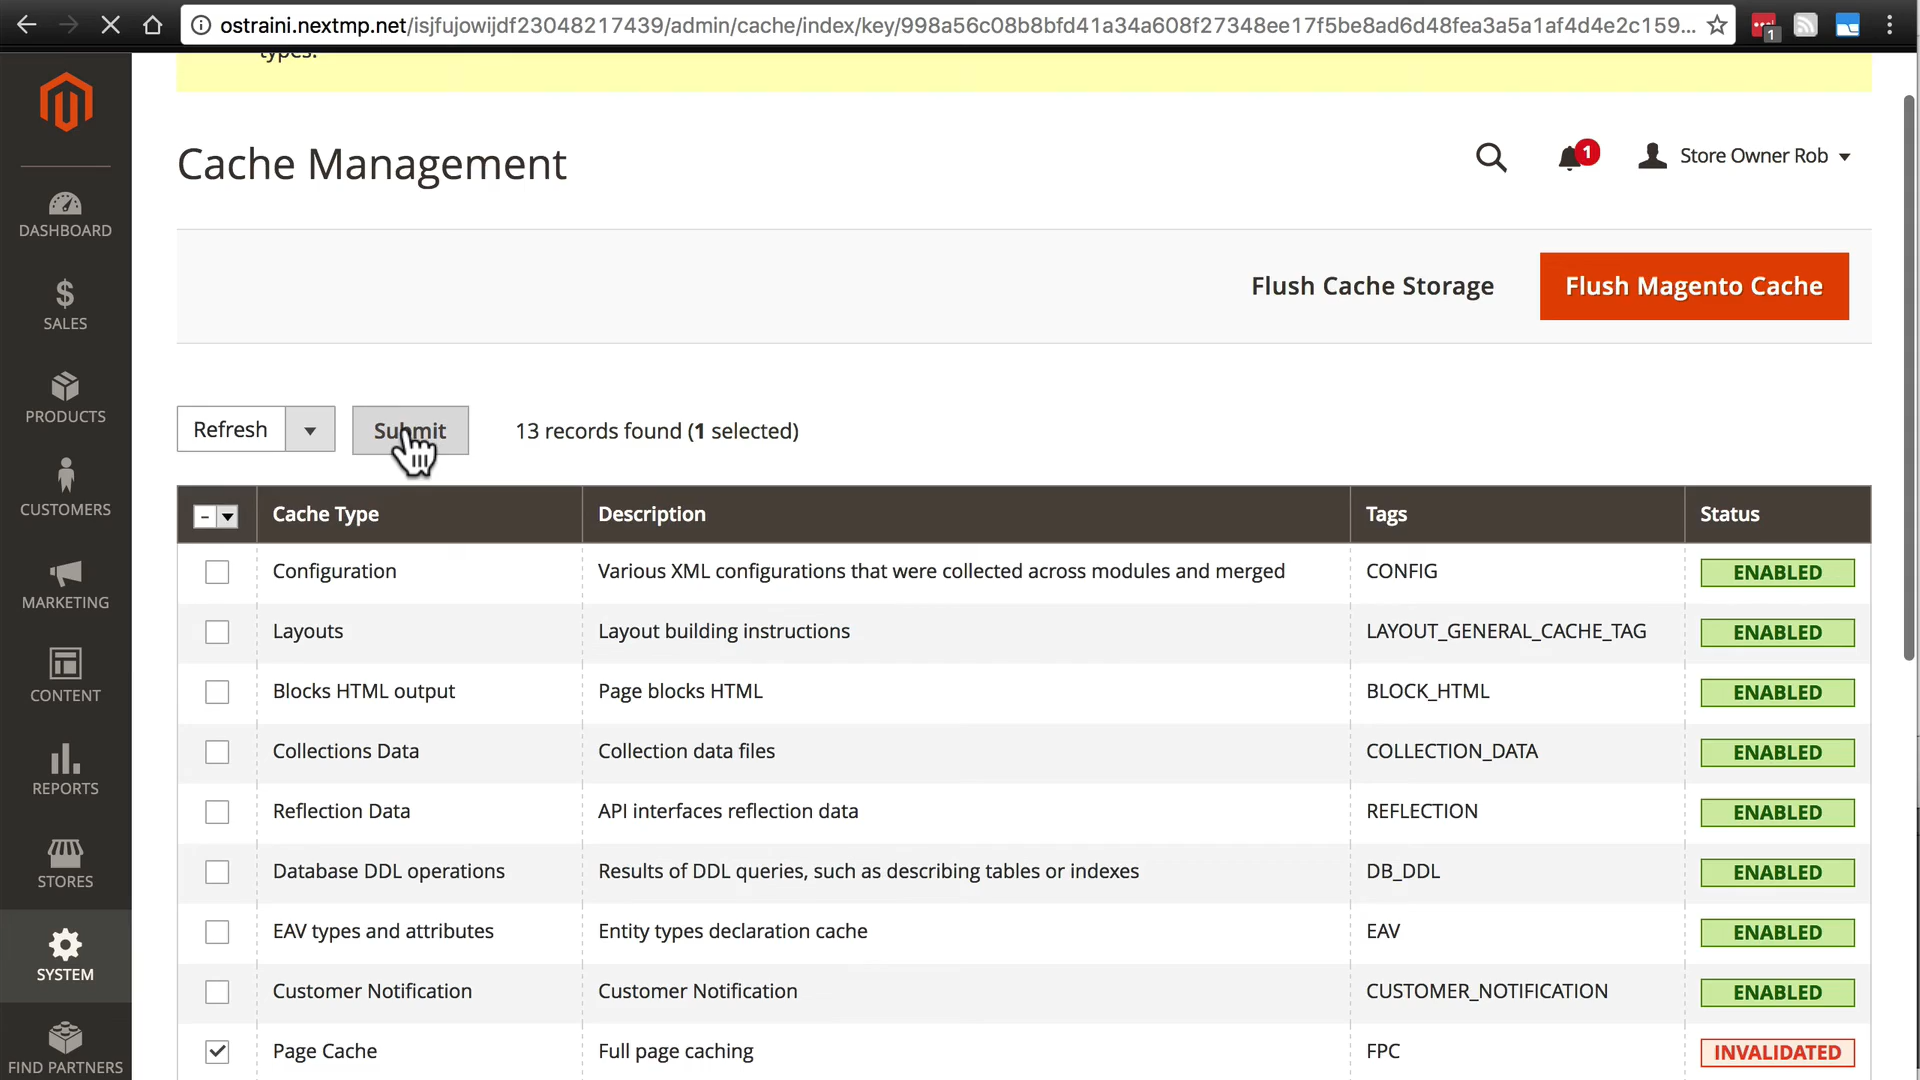 ostraini.nextmp.net/isjfujowijdf23048217439/admin/cache/index/key/998a56c08b8bfd41a34a608f27348ee17f5be8ad6d48fea3a5a1af4d4e2c159...
1
types.
Cache Management
1
Store Owner Rob
Flush Cache Storage
Flush Magento Cache
Refresh
Submit
13 records found (1 selected)
Cache Type Description Tags Status
Configuration Various XML configurations that were collected across modules and merged CONFIG ENABLED
Layouts Layout building instructions LAYOUT_GENERAL_CACHE_TAG ENABLED
Blocks HTML output Page blocks HTML BLOCK_HTML ENABLED
Collections Data Collection data files COLLECTION_DATA ENABLED
Reflection Data API interfaces reflection data REFLECTION ENABLED
Database DDL operations Results of DDL queries, such as describing tables or indexes DB_DDL ENABLED
EAV types and attributes Entity types declaration cache EAV ENABLED
Customer Notification Customer Notification CUSTOMER_NOTIFICATION ENABLED
Page Cache Full page caching FPC INVALIDATED
DASHBOARD
SALES
PRODUCTS
CUSTOMERS
MARKETING
CONTENT
REPORTS
STORES
SYSTEM
FIND PARTNERS